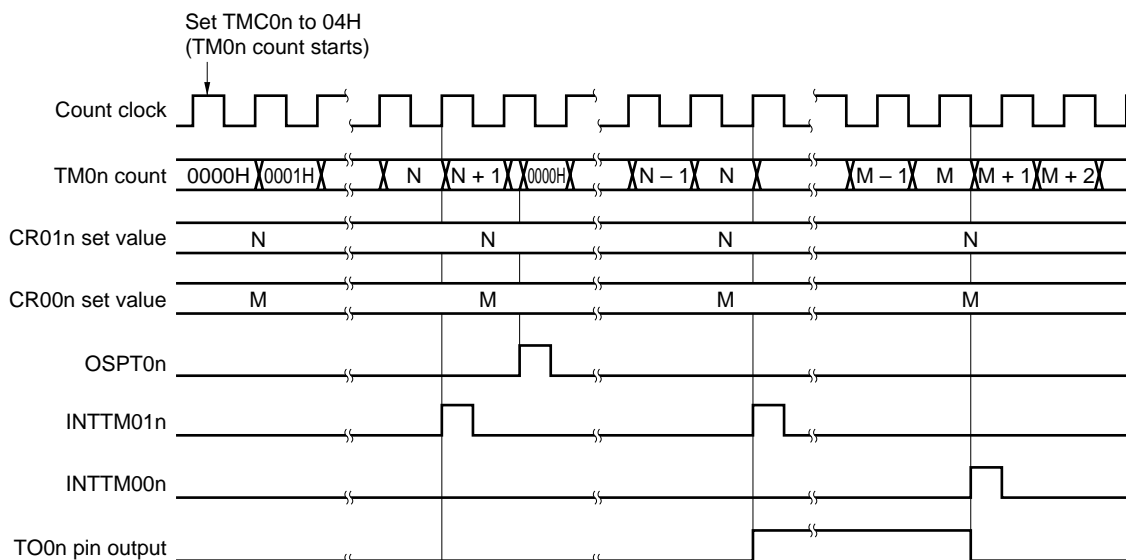 Set TMC0n to 04H
(TM0n count starts)
Count clock
TM0n count 0000H 0001H N N + 1 0000H N – 1 N M – 1 M M + 1 M + 2
CR01n set value N N N N
CR00n set value M M M M
OSPT0n
INTTM01n
INTTM00n
TO0n pin output